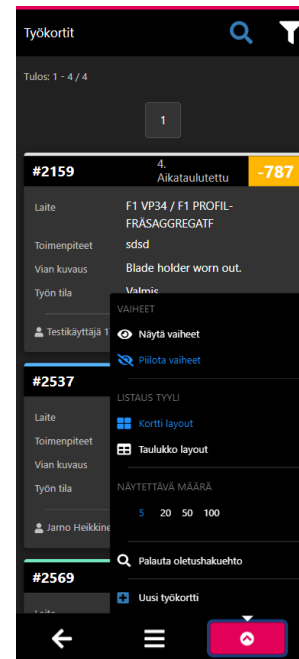 Työkortit
Tulos: 1 - 4 / 4
1
#2159
4. Aikataulutettu
-787
Laite
F1 VP34 / F1 PROFIL-
FRÄSAGGREGATF
Toimenpiteet
sdsd
Vian kuvaus
Blade holder worn out.
Työn tila
Valmis
Testikäyttäjä 1
#2537
Laite
Toimenpiteet
Vian kuvaus
Työn tila
Jarno Heikkine
#2569
VAIHEET
Näytä vaiheet
Piilota vaiheet
LISTAUS TYYLI
Kortti layout
Taulukko layout
NÄYTETTÄVÄ MÄÄRÄ
5 20 50 100
Palauta oletushakuehto
Uusi työkortti